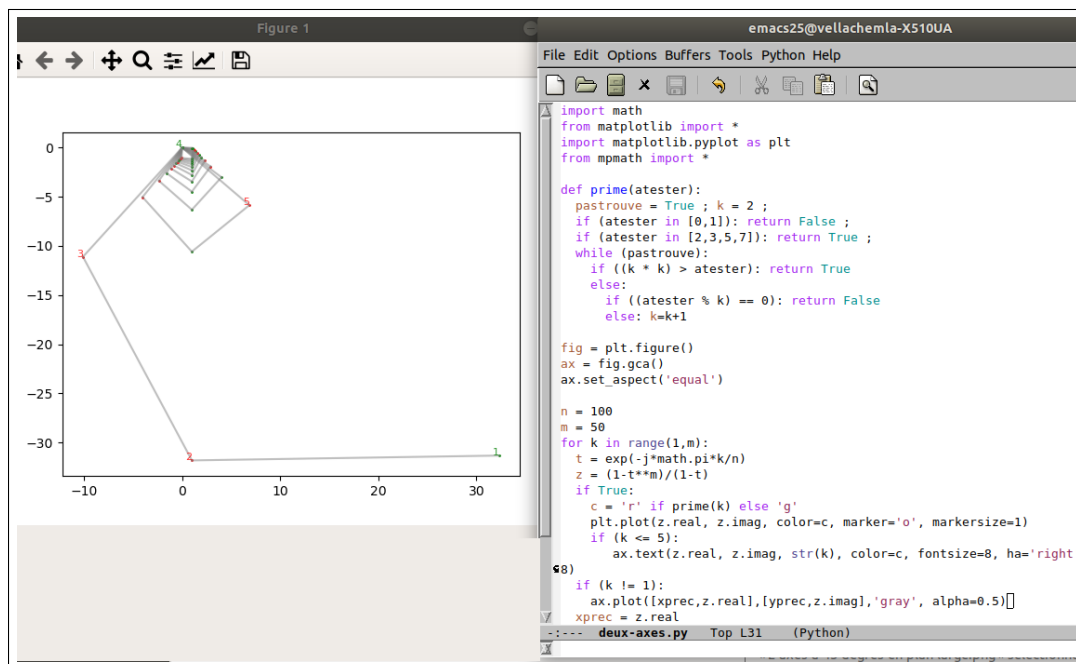 Figure 1
0
−5
−10
−15
−20
−25
−30
−10
0
10
20
30
4
5
3
2
1
emacs25@vellachemla-X510UA
File Edit Options Buffers Tools Python Help
import math
from matplotlib import *
import matplotlib.pyplot as plt
from mpmath import *
def prime(atester):
pastrouve = True ; k = 2 ;
if (atester in [0,1]): return False ;
if (atester in [2,3,5,7]): return True ;
while (pastrouve):
if ((k * k) > atester): return True
else:
if ((atester % k) == 0): return False
else: k=k+1
fig = plt.figure()
ax = fig.gca()
ax.set_aspect('equal')
n = 100
m = 50
for k in range(1,m):
t = exp(-j*math.pi*k/n)
z = (1-t**m)/(1-t)
if True:
c = 'r' if prime(k) else 'g'
plt.plot(z.real, z.imag, color=c, marker='o', markersize=1)
if (k <= 5):
ax.text(z.real, z.imag, str(k), color=c, fontsize=8, ha='right
8)
if (k != 1):
ax.plot([xprec,z.real],[yprec,z.imag],'gray', alpha=0.5)
xprec = z.real
-:--- deux-axes.py Top L31 (Python)